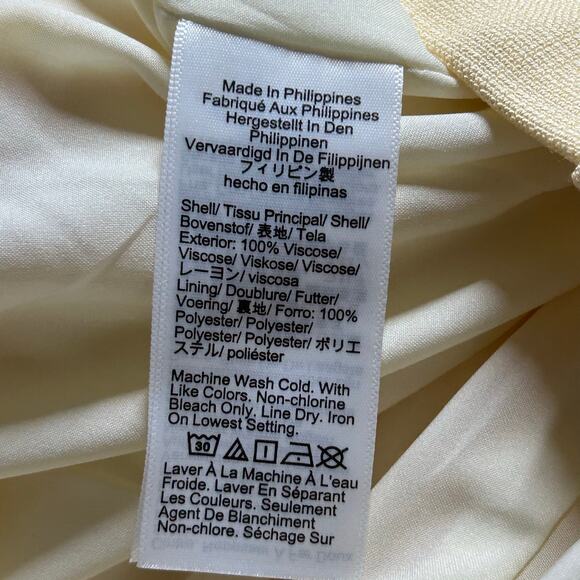 Made In Philippines
Fabriqué Aux Philippines
Hergestellt In Den
Philippinen
Vervaardigd In De Filippijnen
フィリピン製
hecho en filipinas
Shell/ Tissu Principal/ Shell/
Bovenstof/ 表地/ Tela
Exterior: 100% Viscose/
Viscose/ Viskose/ Viscose/
レーヨン/ viscosa
Lining/ Doublure/ Futter/
Voering/ 裏地/ Forro: 100%
Polyester/ Polyester/
Polyester/ Polyester/ ポリエ
ステル/ poliéster
Machine Wash Cold. With
Like Colors. Non-chlorine
Bleach Only. Line Dry. Iron
On Lowest Setting.
30
Laver À La Machine À L'eau
Froide. Laver En Séparant
Les Couleurs. Seulement
Agent De Blanchiment
Non-chlore. Séchage Sur